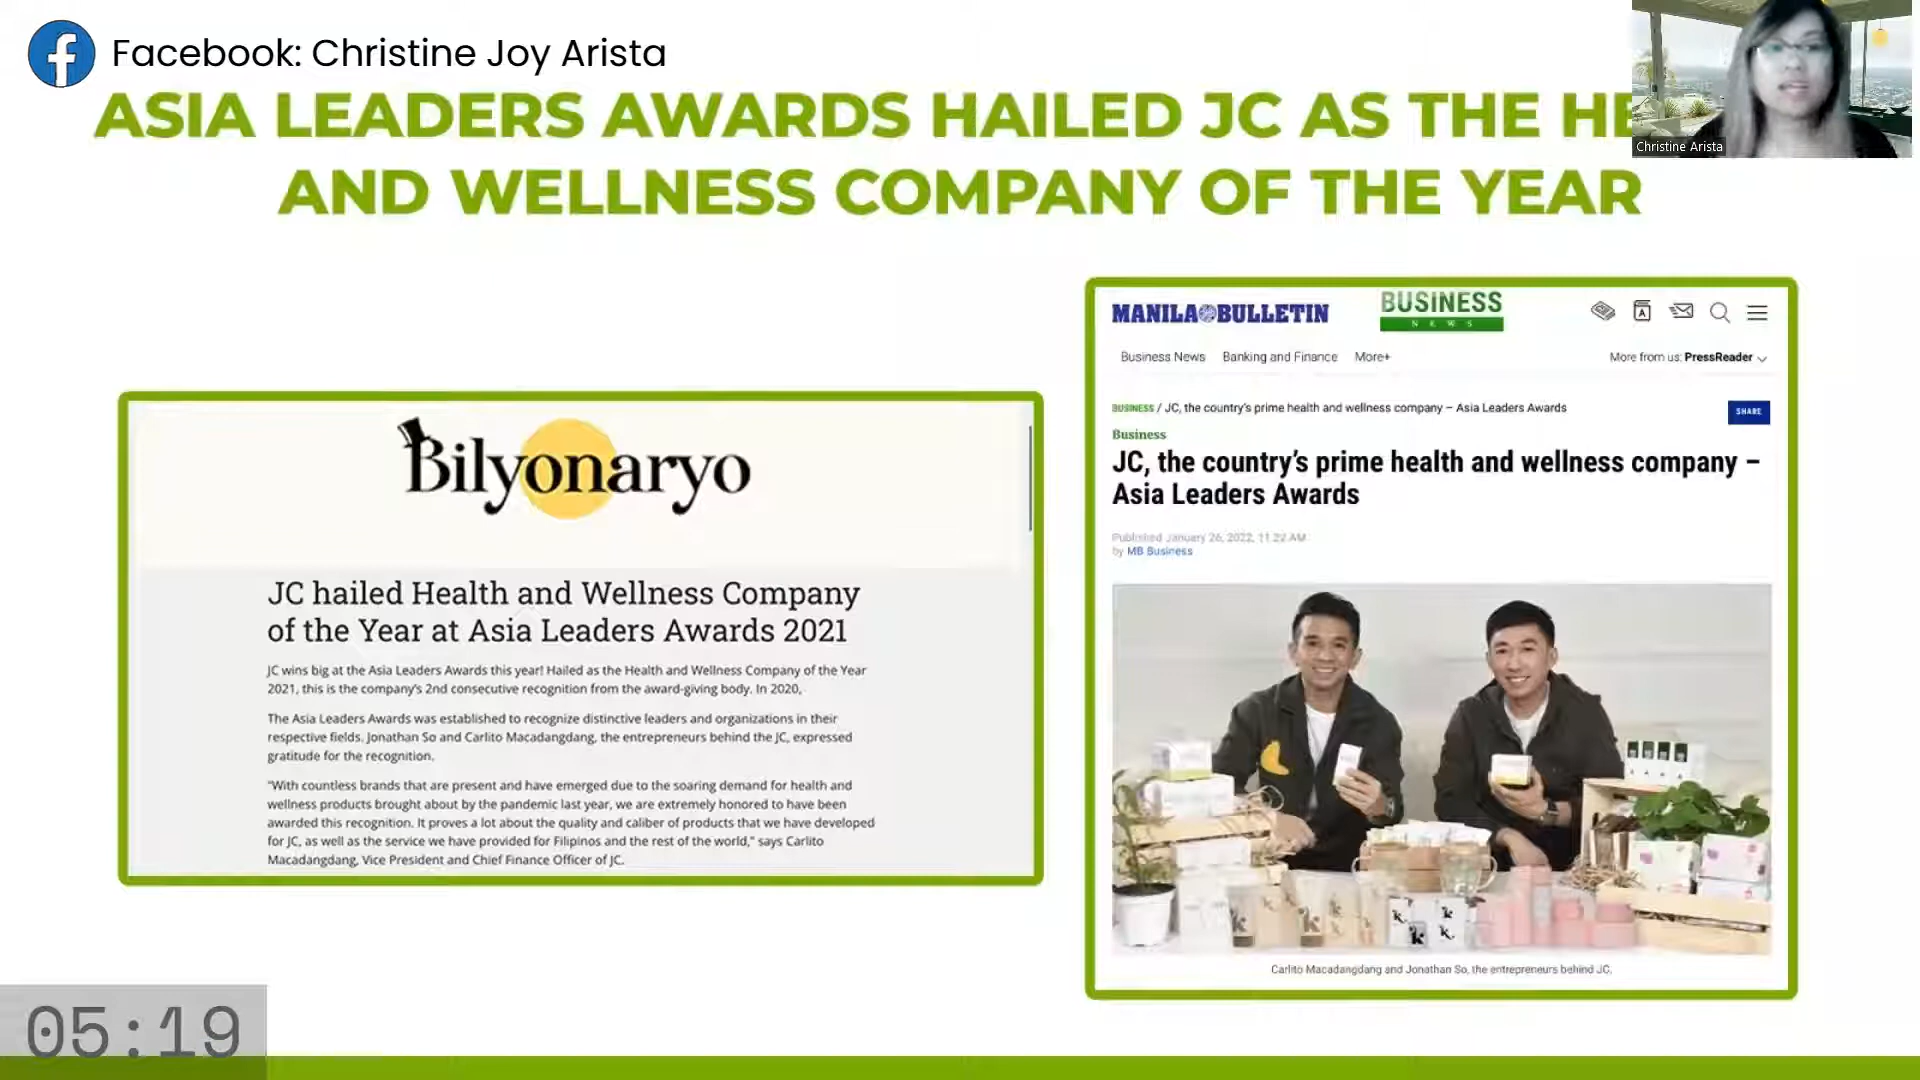 Facebook: Christine Joy Arista
ASIA LEADERS AWARDS HAILED JC AS THE HE
AND WELLNESS COMPANY OF THE YEAR
Christine Arista
Bilyonaryo
JC hailed Health and Wellness Company
of the Year at Asia Leaders Awards 2021
JC wins big at the Asia Leaders Awards this year! Hailed as the Health and Wellness Company of the Year
2021, this is the company's 2nd consecutive recognition from the award-giving body. In 2020,
The Asia Leaders Awards was established to recognize distinctive leaders and organizations in their
respective fields. Jonathan So and Carlito Macadangdang, the entrepreneurs behind the JC, expressed
gratitude for the recognition.
"With countless brands that are present and have emerged due to the soaring demand for health and
wellness products brought about by the pandemic last year, we are extremely honored to have been
awarded this recognition. It proves a lot about the quality and caliber of products that we have developed
for JC, as well as the service we have provided for Filipinos and the rest of the world," says Carlito
Macadangdang, Vice President and Chief Finance Officer of JC.
MANILA BULLETIN
BUSINESS
NEWS
Business News Banking and Finance More+
More from us: PressReader
BUSINESS / JC, the country's prime health and wellness company – Asia Leaders Awards
SHARE
Business
JC, the country's prime health and wellness company –
Asia Leaders Awards
Published January 26, 2022, 11:22 AM
by MB Business
Carlito Macadangdang and Jonathan So, the entrepreneurs behind JC.
05:19